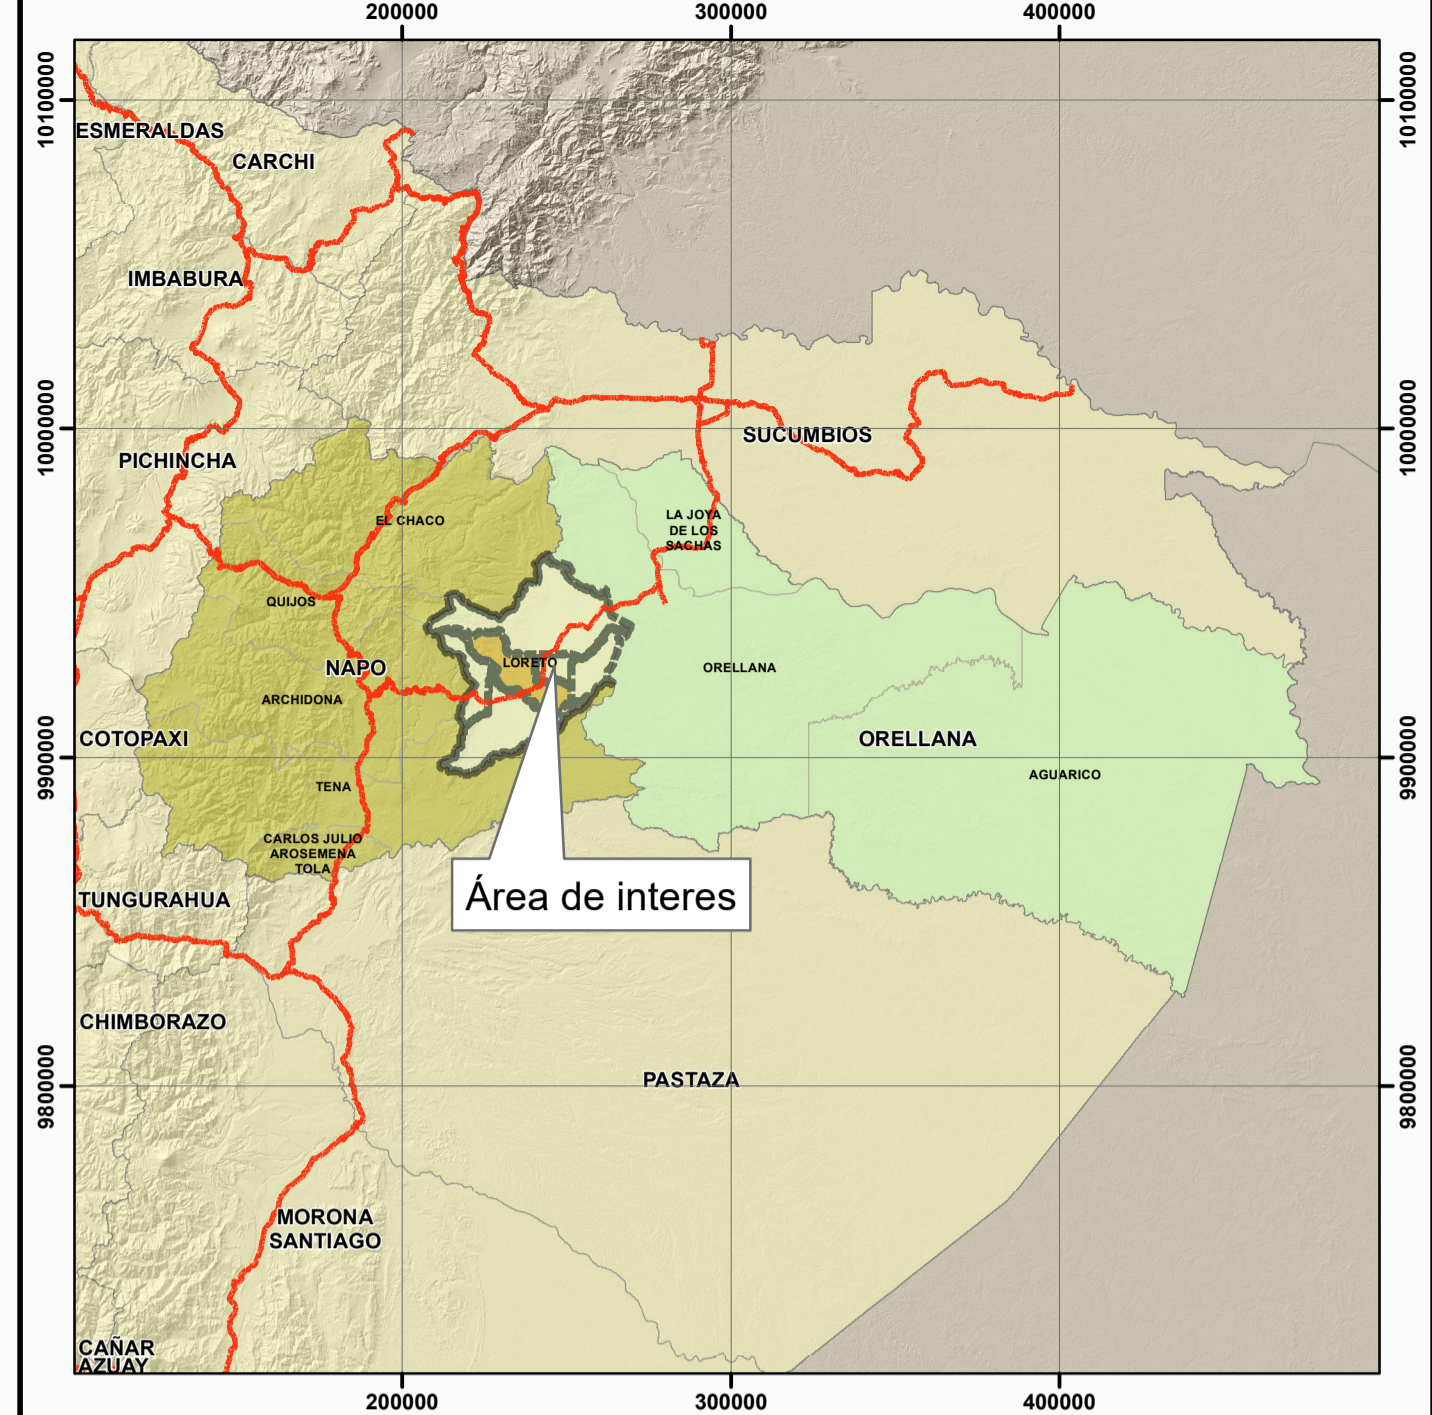 200000
300000
400000
10100000
10100000
ESMERALDAS
CARCHI
IMBABURA
10000000
10000000
SUCUMBIOS
PICHINCHA
EL CHACO
LA JOYA
DE LOS
SACHAS
QUIJOS
NAPO
LORETO
ORELLANA
ARCHIDONA
COTOPAXI
ORELLANA
9900000
9900000
AGUARICO
TENA
CARLOS JULIO
AROSEMENA
TOLA
Área de interes
TUNGURAHUA
CHIMBORAZO
PASTAZA
9800000
9800000
MORONA
SANTIAGO
CAÑAR
AZUAY
200000
300000
400000